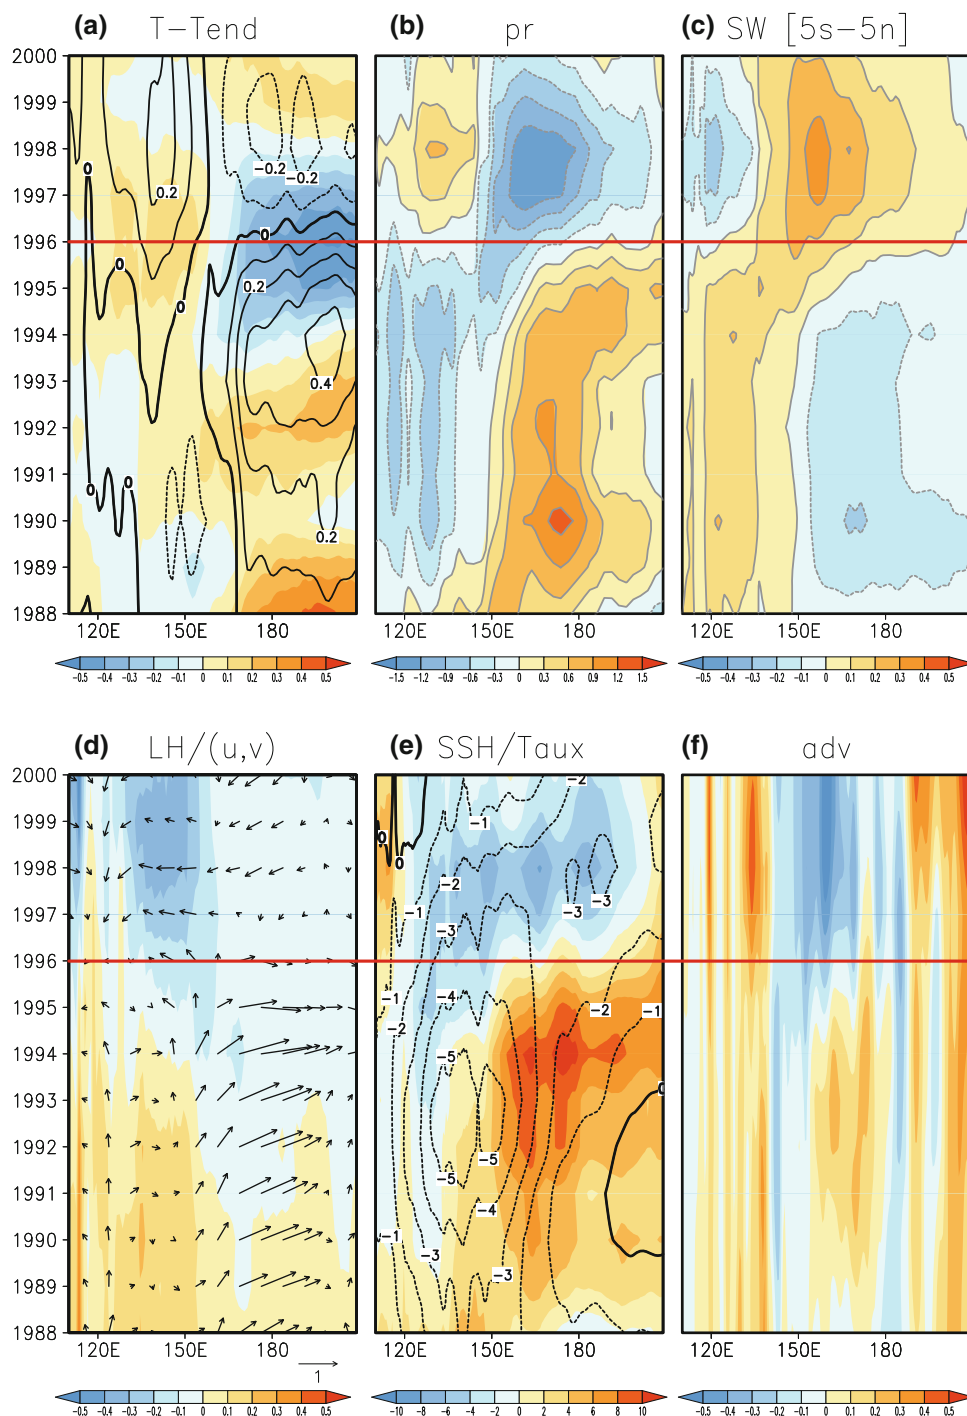 (a) T-Tend (b) pr (c) SW [5s-5n]
2000
1999
1998
1997
1996
1995
1994
1993
1992
1991
1990
1989
1988
0 0.2 -0.2 -0.2 0 0 0.2 0 0.4 0 0 0.2
120E 150E 180 120E 150E 180 120E 150E 180
-0.5 -0.4 -0.3 -0.2 -0.1 0 0.1 0.2 0.3 0.4 0.5
-1.5 -1.2 -0.9 -0.6 -0.3 0 0.3 0.6 0.9 1.2 1.5
-0.5 -0.4 -0.3 -0.2 -0.1 0 0.1 0.2 0.3 0.4 0.5
(d) LH/(u,v) (e) SSH/Taux (f) adv
2000
1999
1998
1997
1996
1995
1994
1993
1992
1991
1990
1989
1988
-2 -1 0 0 -2 -3 -3 -1 -3 -1 -4 -2 -1 -2 -5 0 -5 -5 -4 -1 -3 -3
120E 150E 180 120E 150E 180 120E 150E 180
1
-0.5 -0.4 -0.3 -0.2 -0.1 0 0.1 0.2 0.3 0.4 0.5
-10 -8 -6 -4 -2 0 2 4 6 8 10
-0.5 -0.4 -0.3 -0.2 -0.1 0 0.1 0.2 0.3 0.4 0.5